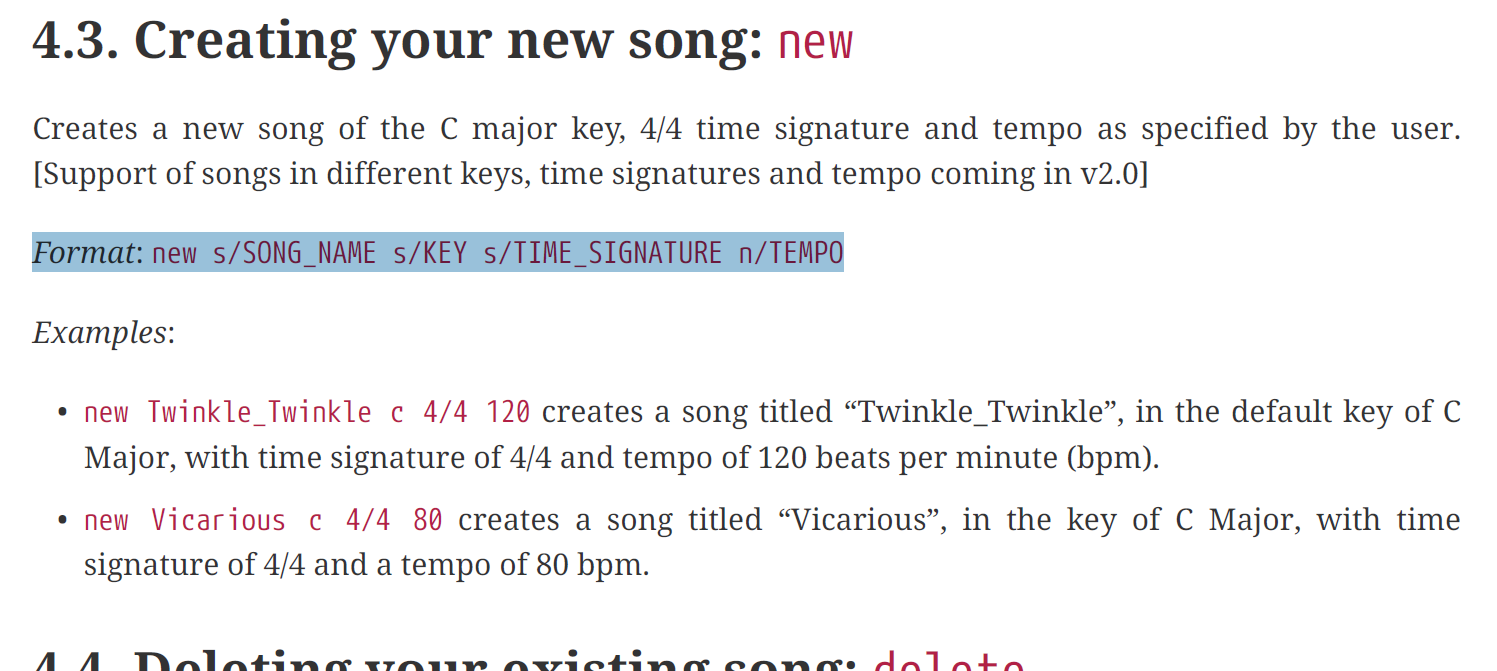 4.3. Creating your new song: new
Creates a new song of the C major key, 4/4 time signature and tempo as specified by the user.
[Support of songs in different keys, time signatures and tempo coming in v2.0]
Format: new s/SONG_NAME s/KEY s/TIME_SIGNATURE n/TEMPO
Examples:
• new Twinkle_Twinkle c 4/4 120 creates a song titled “Twinkle_Twinkle”, in the default key of C
Major, with time signature of 4/4 and tempo of 120 beats per minute (bpm).
• new Vicarious c 4/4 80 creates a song titled “Vicarious”, in the key of C Major, with time
signature of 4/4 and a tempo of 80 bpm.
4.4. Deleting your existing song: delete